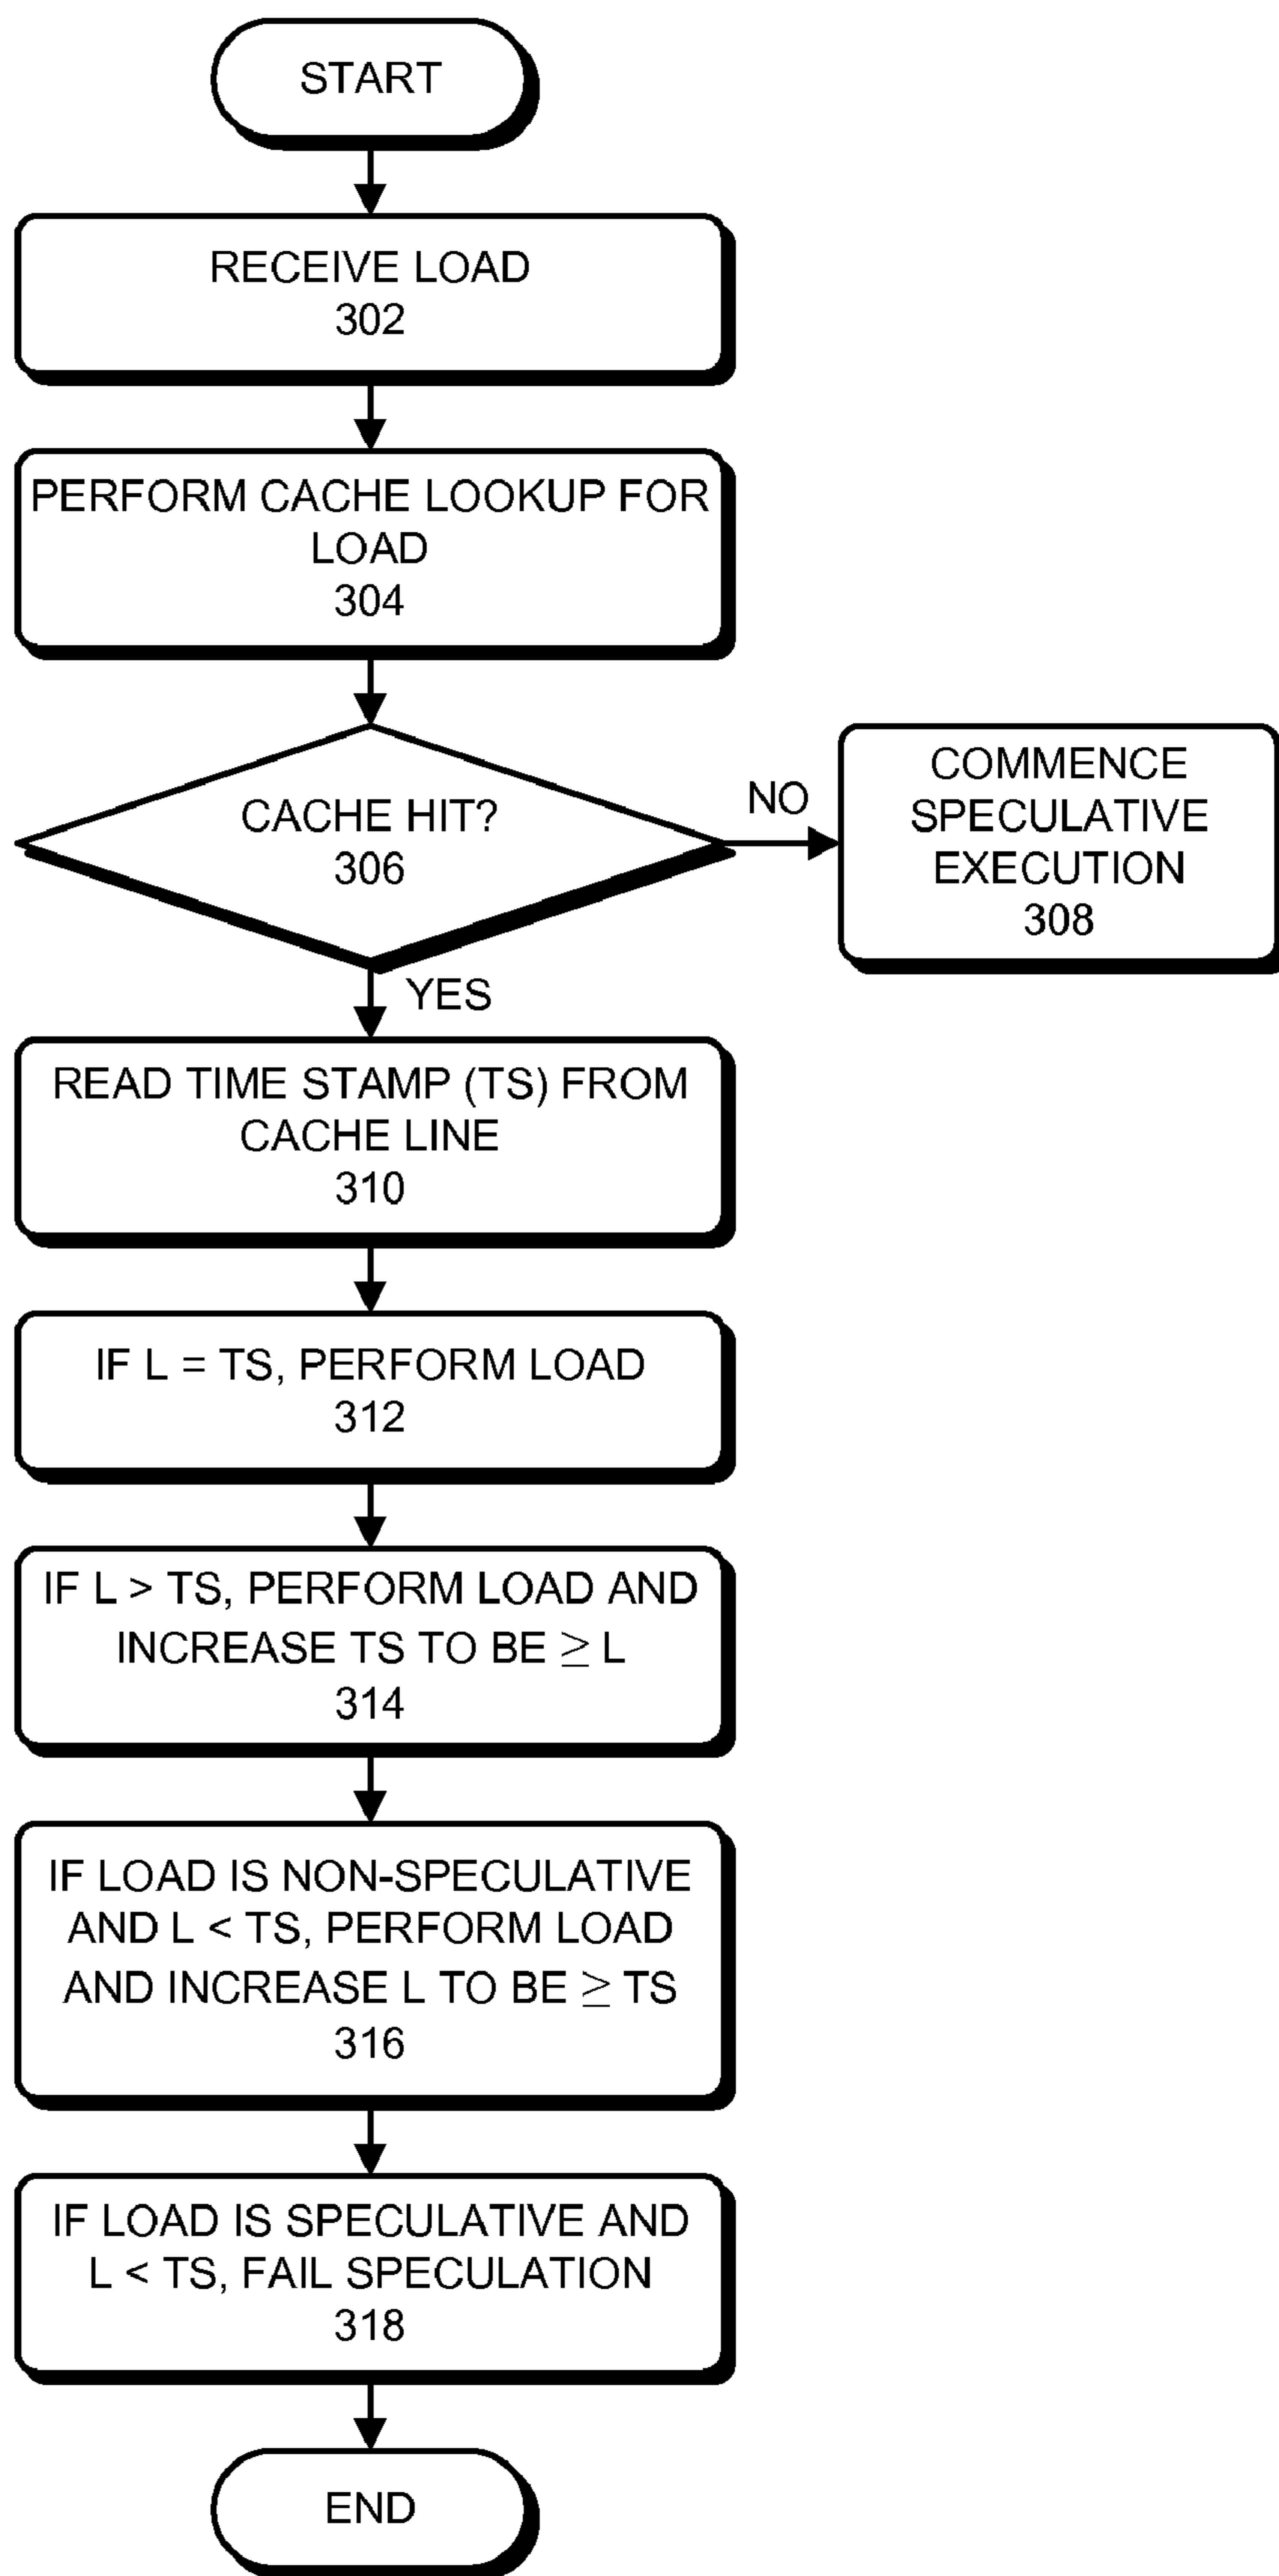 START
RECEIVE LOAD
302
PERFORM CACHE LOOKUP FOR
LOAD
304
CACHE HIT?
306
NO
COMMENCE
SPECULATIVE
EXECUTION
308
YES
READ TIME STAMP (TS) FROM
CACHE LINE
310
IF L = TS, PERFORM LOAD
312
IF L > TS, PERFORM LOAD AND
INCREASE TS TO BE ≥ L
314
IF LOAD IS NON-SPECULATIVE
AND L < TS, PERFORM LOAD
AND INCREASE L TO BE ≥ TS
316
IF LOAD IS SPECULATIVE AND
L < TS, FAIL SPECULATION
318
END